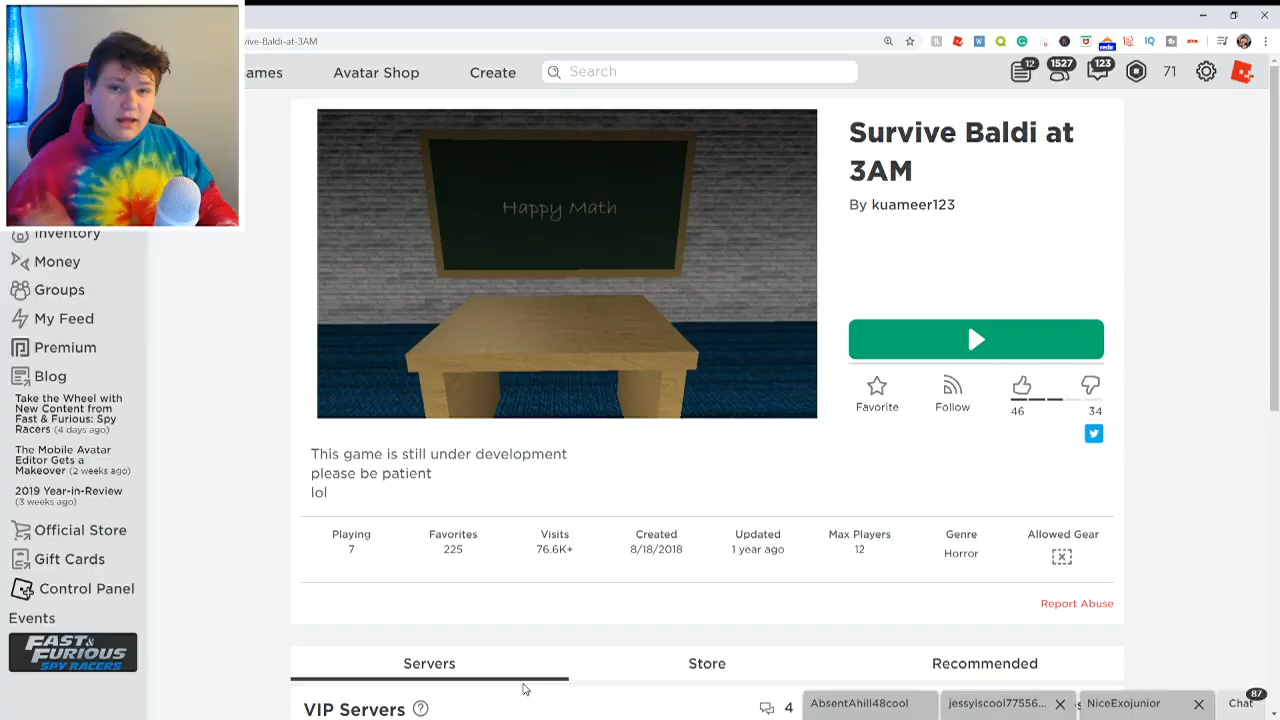 ve-Baldi-at-3AM
ames
Avatar Shop
Create
Search
12
1527
123
71
Inventory
Money
Groups
My Feed
Premium
Blog
Take the Wheel with
New Content from
Fast & Furious: Spy
Racers (4 days ago)
The Mobile Avatar
Editor Gets a
Makeover (2 weeks ago)
2019 Year-in-Review
(3 weeks ago)
Official Store
Gift Cards
Control Panel
Events
FAST &
FURIOUS
SPY RACERS
Happy Math
Survive Baldi at
3AM
By kuameer123
Favorite
Follow
46
34
This game is still under development
please be patient
lol
Playing
7
Favorites
225
Visits
76.6K+
Created
8/18/2018
Updated
1 year ago
Max Players
12
Genre
Horror
Allowed Gear
Report Abuse
Servers
Store
Recommended
VIP Servers
4
AbsentAhill48cool
jessyiscool77556...
NiceExojunior
Chat
87